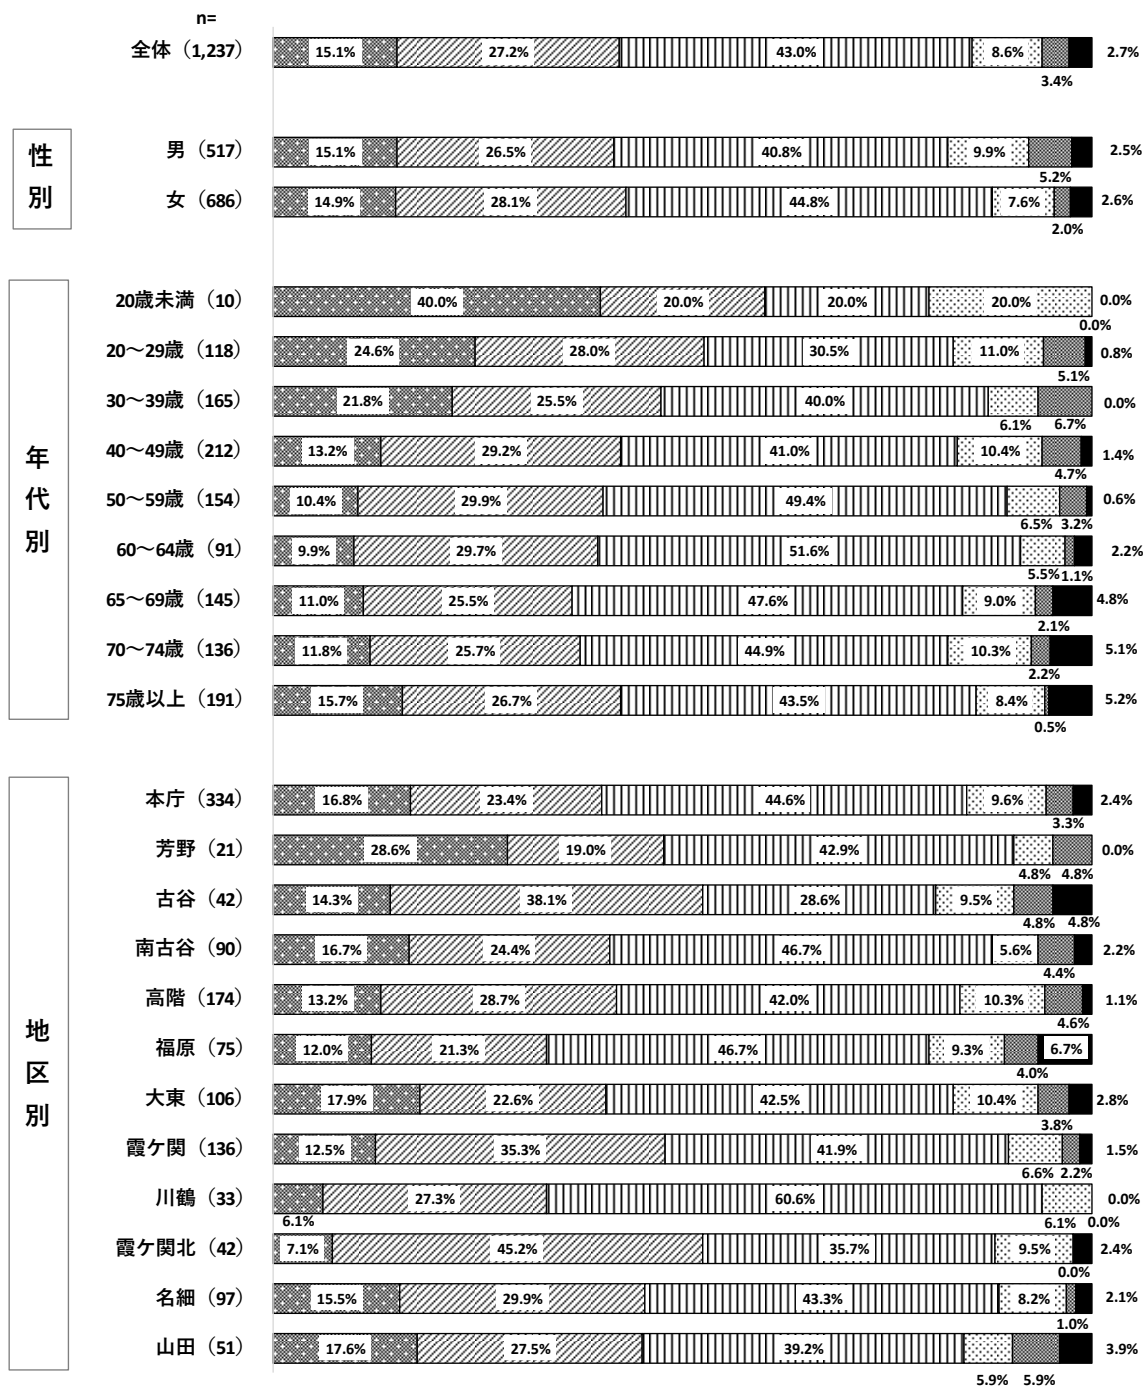 n=
全体（1,237） 15.1% 27.2% 43.0% 8.6% 3.4% 2.7%
性別
男（517） 15.1% 26.5% 40.8% 9.9% 5.2% 2.5%
女（686） 14.9% 28.1% 44.8% 7.6% 2.0% 2.6%
年代別
20歳未満（10） 40.0% 20.0% 20.0% 20.0% 0.0% 0.0%
20～29歳（118） 24.6% 28.0% 30.5% 11.0% 5.1% 0.8%
30～39歳（165） 21.8% 25.5% 40.0% 6.1% 6.7% 0.0%
40～49歳（212） 13.2% 29.2% 41.0% 10.4% 4.7% 1.4%
50～59歳（154） 10.4% 29.9% 49.4% 6.5% 3.2% 0.6%
60～64歳（91） 9.9% 29.7% 51.6% 5.5% 1.1% 2.2%
65～69歳（145） 11.0% 25.5% 47.6% 9.0% 2.1% 4.8%
70～74歳（136） 11.8% 25.7% 44.9% 10.3% 2.2% 5.1%
75歳以上（191） 15.7% 26.7% 43.5% 8.4% 0.5% 5.2%
地区別
本庁（334） 16.8% 23.4% 44.6% 9.6% 3.3% 2.4%
芳野（21） 28.6% 19.0% 42.9% 4.8% 4.8% 0.0%
古谷（42） 14.3% 38.1% 28.6% 9.5% 4.8% 4.8%
南古谷（90） 16.7% 24.4% 46.7% 5.6% 4.4% 2.2%
高階（174） 13.2% 28.7% 42.0% 10.3% 4.6% 1.1%
福原（75） 12.0% 21.3% 46.7% 9.3% 4.0% 6.7%
大東（106） 17.9% 22.6% 42.5% 10.4% 3.8% 2.8%
霞ケ関（136） 12.5% 35.3% 41.9% 6.6% 2.2% 1.5%
川鶴（33） 6.1% 27.3% 60.6% 6.1% 0.0% 0.0%
霞ケ関北（42） 7.1% 45.2% 35.7% 9.5% 0.0% 2.4%
名細（97） 15.5% 29.9% 43.3% 8.2% 1.0% 2.1%
山田（51） 17.6% 27.5% 39.2% 5.9% 5.9% 3.9%